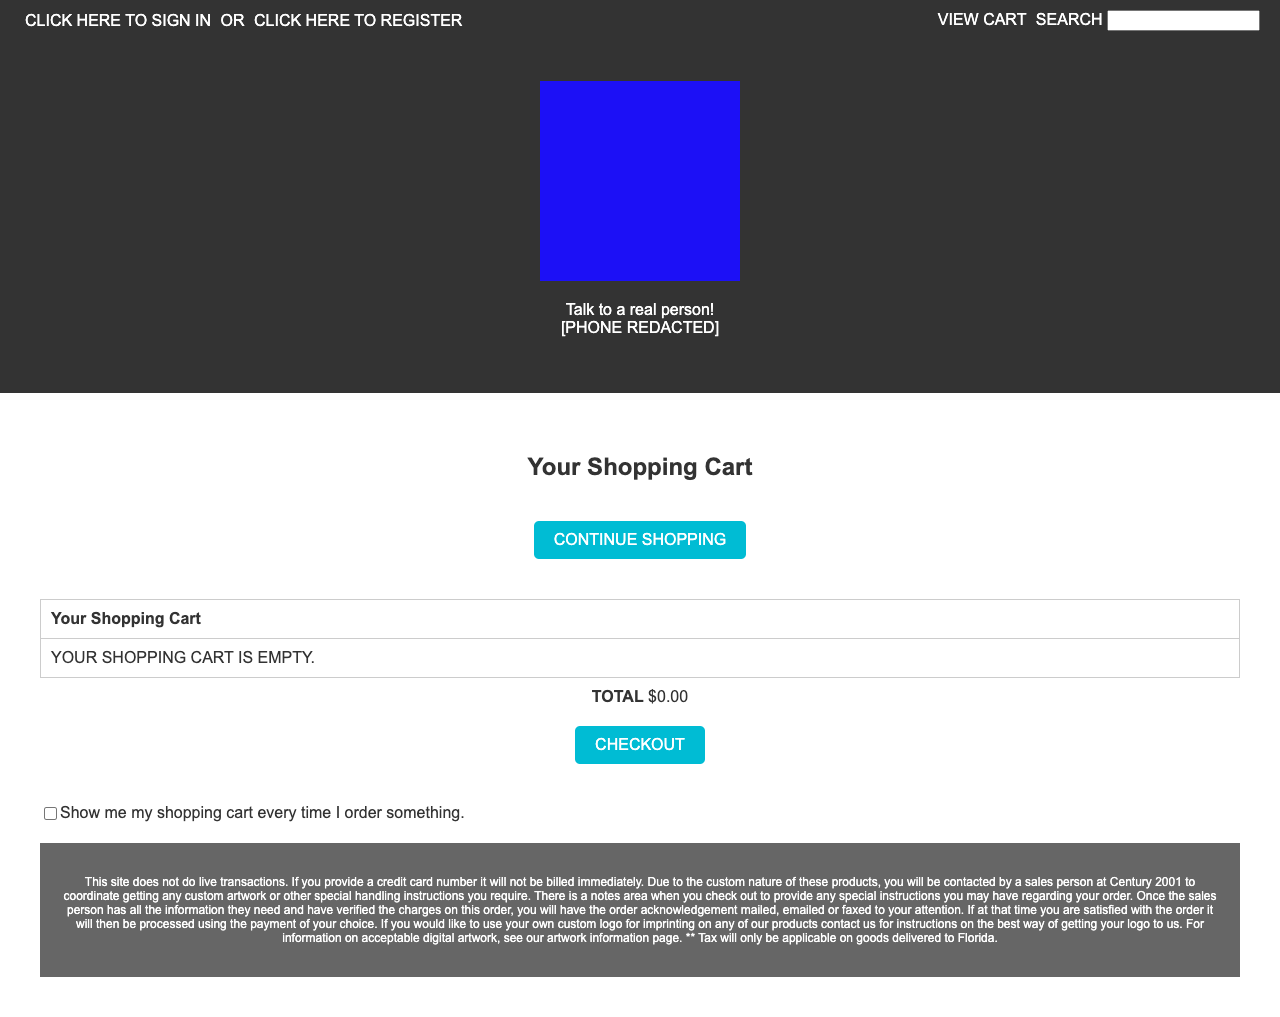 CLICK HERE TO SIGN IN OR CLICK HERE TO REGISTER
VIEW CART SEARCH
Talk to a real person!
[PHONE REDACTED]
Your Shopping Cart
CONTINUE SHOPPING
Your Shopping Cart
YOUR SHOPPING CART IS EMPTY.
TOTAL $0.00
CHECKOUT
Show me my shopping cart every time I order something.
This site does not do live transactions. If you provide a credit card number it will not be billed immediately. Due to the custom nature of these products, you will be contacted by a sales person at Century 2001 to
coordinate getting any custom artwork or other special handling instructions you require. There is a notes area when you check out to provide any special instructions you may have regarding your order. Once the sales
person has all the information they need and have verified the charges on this order, you will have the order acknowledgement mailed, emailed or faxed to your attention. If at that time you are satisfied with the order it
will then be processed using the payment of your choice. If you would like to use your own custom logo for imprinting on any of our products contact us for instructions on the best way of getting your logo to us. For
information on acceptable digital artwork, see our artwork information page. ** Tax will only be applicable on goods delivered to Florida.